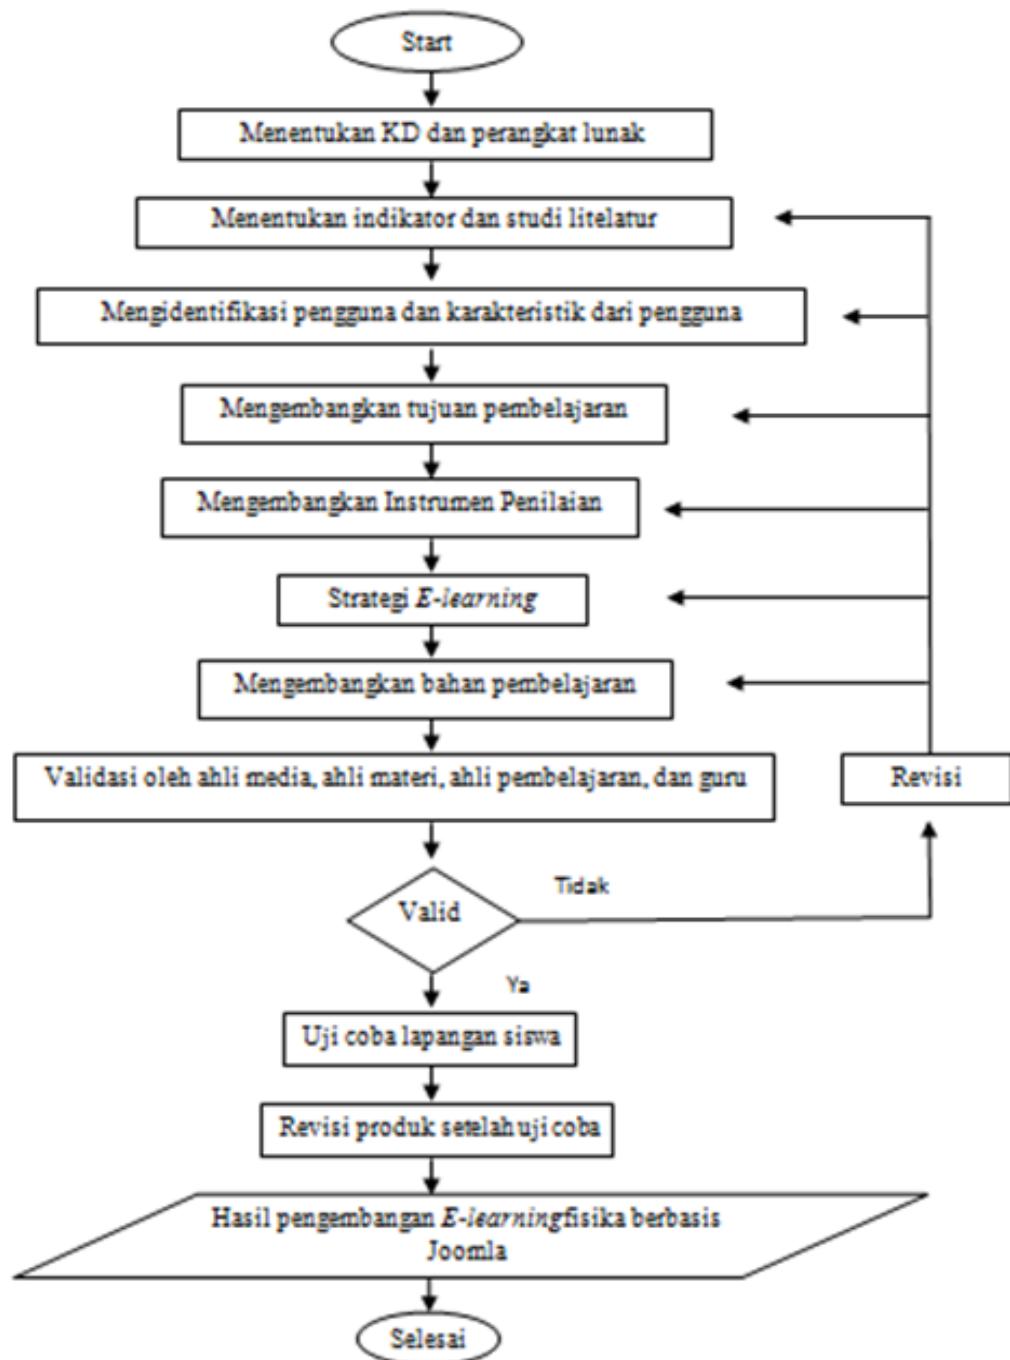 Start
Menentukan KD dan perangkat lunak
Menentukan indikator dan studi litelatur
Mengidentifikasi pengguna dan karakteristik dari pengguna
Mengembangkan tujuan pembelajaran
Mengembangkan Instrumen Penilaian
Strategi E-learning
Mengembangkan bahan pembelajaran
Validasi oleh ahli media, ahli materi, ahli pembelajaran, dan guru
Revisi
Tidak
Valid
Ya
Uji coba lapangan siswa
Revisi produk setelah uji coba
Hasil pengembangan E-learning fisika berbasis
Joomla
Selesai